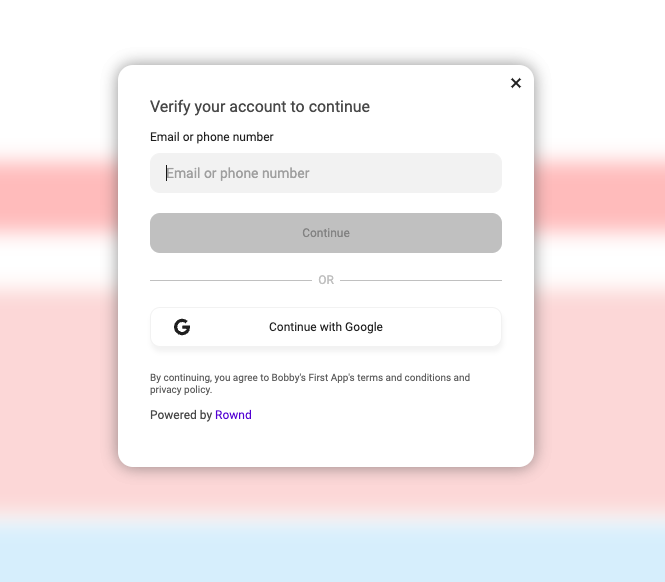 Verify your account to continue
Email or phone number
Email or phone number
Continue
OR
Continue with Google
By continuing, you agree to Bobby's First App's terms and conditions and
privacy policy.
Powered by Rownd